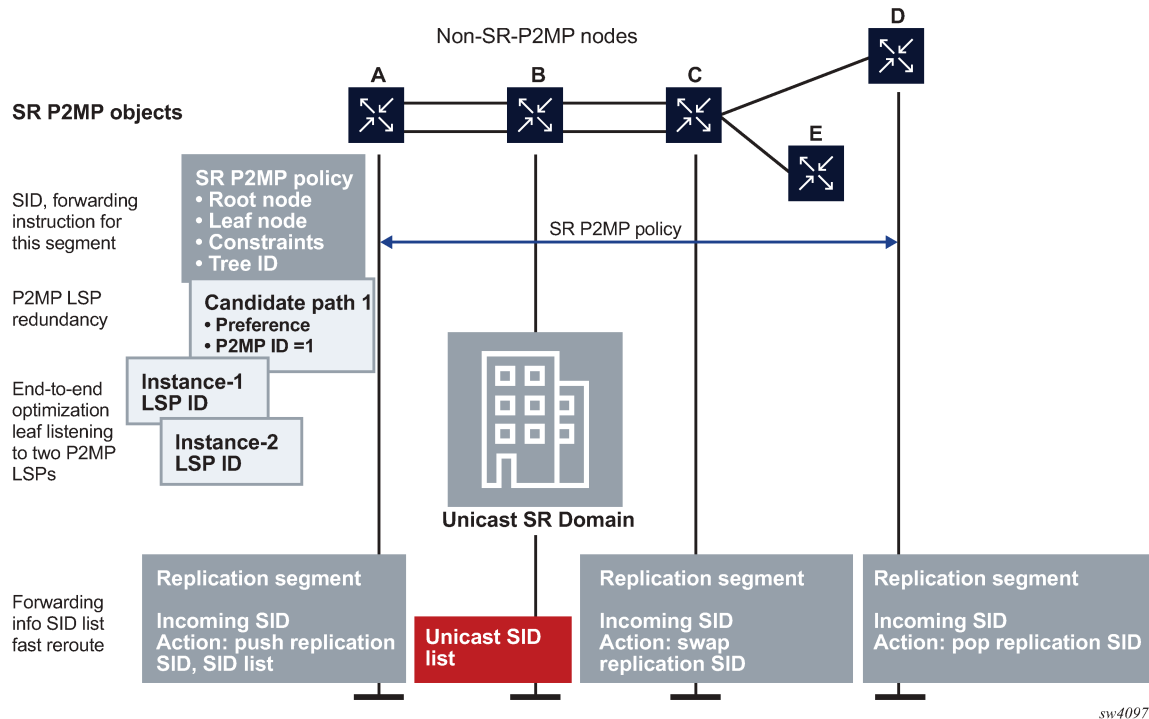 Non-SR-P2MP nodes
A
B
C
D
E
SR P2MP objects
SID, forwarding
instruction for
this segment
SR P2MP policy
• Root node
• Leaf node
• Constraints
• Tree ID
SR P2MP policy
P2MP LSP
redundancy
Candidate path 1
• Preference
• P2MP ID =1
End-to-end
optimization
leaf listening
to two P2MP
LSPs
Instance-1
LSP ID
Instance-2
LSP ID
Unicast SR Domain
Forwarding
info SID list
fast reroute
Replication segment
Incoming SID
Action: push replication
SID, SID list
Unicast SID
list
Replication segment
Incoming SID
Action: swap
replication SID
Replication segment
Incoming SID
Action: pop replication SID
sw4097